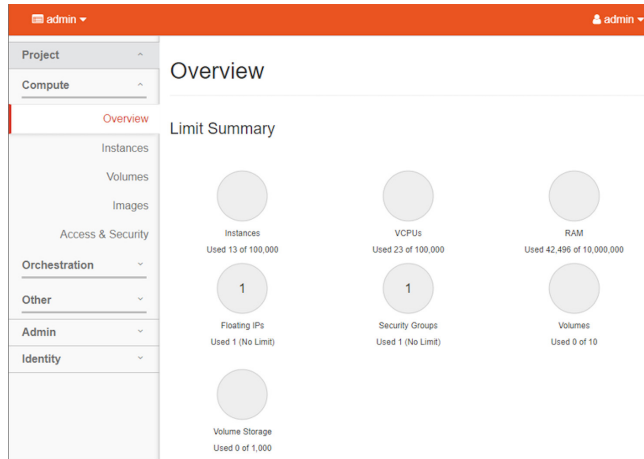 admin
admin
Project
Compute
Overview
Instances
Volumes
Images
Access & Security
Orchestration
Other
Admin
Identity
Overview
Limit Summary
Instances
Used 13 of 100,000
VCPUs
Used 23 of 100,000
RAM
Used 42,496 of 10,000,000
1
Floating IPs
Used 1 (No Limit)
1
Security Groups
Used 1 (No Limit)
Volumes
Used 0 of 10
Volume Storage
Used 0 of 1,000